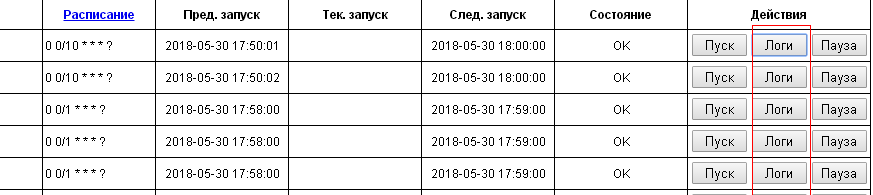 Расписание Пред. запуск Тек. запуск След. запуск Состояние Действия
0 0/10 * * * ? 2018-05-30 17:50:01 2018-05-30 18:00:00 OK Пуск Логи Пауза
0 0/10 * * * ? 2018-05-30 17:50:02 2018-05-30 18:00:00 OK Пуск Логи Пауза
0 0/1 * * * ? 2018-05-30 17:58:00 2018-05-30 17:59:00 OK Пуск Логи Пауза
0 0/1 * * * ? 2018-05-30 17:58:00 2018-05-30 17:59:00 OK Пуск Логи Пауза
0 0/1 * * * ? 2018-05-30 17:58:00 2018-05-30 17:59:00 OK Пуск Логи Пауза